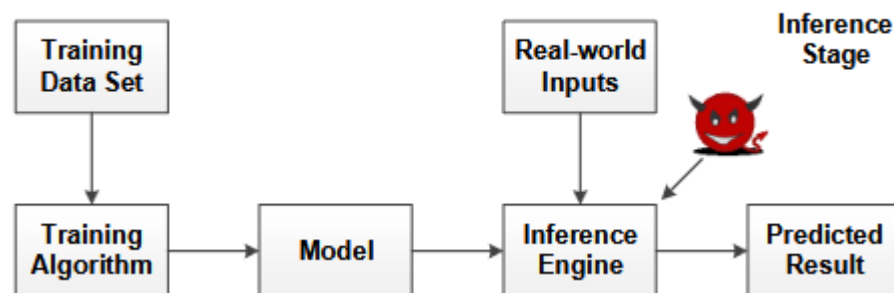 Training
Data Set
Real-world
Inputs
Inference
Stage
Training
Algorithm
Model
Inference
Engine
Predicted
Result